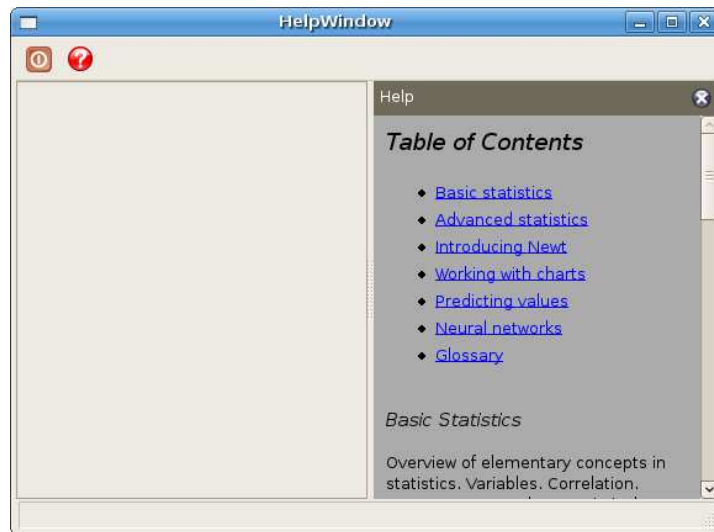 HelpWindow
Help
Table of Contents
Basic statistics
Advanced statistics
Introducing Newt
Working with charts
Predicting values
Neural networks
Glossary
Basic Statistics
Overview of elementary concepts in
statistics. Variables. Correlation.